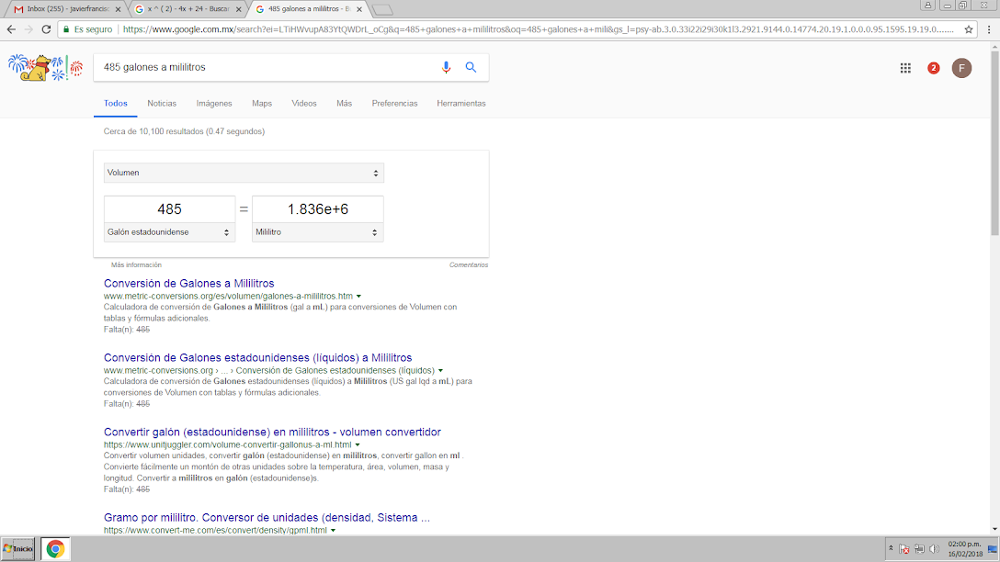 Inbox (255) - javierfrancisc
x ^ ( 2) - 4x + 24 - Buscar
485 galones a mililitros - B
Es seguro
https://www.google.com.mx/search?ei=LTiHWvupA83YtQWDrL_oCg&q=485+galones+a+mililitros&oq=485+galones+a+mili&gs_l=psy-ab.3.0.33i22i29i30k1l3.2921.9144.0.14774.20.19.1.0.0.0.95.1595.19.19.0.......
485 galones a mililitros
2
F
Todos Noticias Imágenes Maps Videos Más Preferencias Herramientas
Cerca de 10,100 resultados (0.47 segundos)
Volumen
485 = 1.836e+6
Galón estadounidense Mililitro
Más información Comentarios
Conversión de Galones a Mililitros
www.metric-conversions.org/es/volumen/galones-a-mililitros.htm
Calculadora de conversión de Galones a Mililitros (gal a mL) para conversiones de Volumen con
tablas y fórmulas adicionales.
Falta(n): 485
Conversión de Galones estadounidenses (líquidos) a Mililitros
www.metric-conversions.org › ... › Conversión de Galones estadounidenses (líquidos)
Calculadora de conversión de Galones estadounidenses (líquidos) a Mililitros (US gal lqd a mL) para
conversiones de Volumen con tablas y fórmulas adicionales.
Falta(n): 485
Convertir galón (estadounidense) en mililitros - volumen convertidor
https://www.unitjuggler.com/volume-convertir-gallonus-a-ml.html
Convertir volumen unidades, convertir galón (estadounidense) en mililitros, convertir gallon en ml .
Convierte fácilmente un montón de otras unidades sobre la temperatura, área, volumen, masa y
longitud. Convertir a mililitros en galón (estadounidense)s.
Falta(n): 485
Gramo por mililitro. Conversor de unidades (densidad, Sistema ...
https://www.convert-me.com/es/convert/density/gpml.html
Inicio
02:00 p.m.
16/02/2018